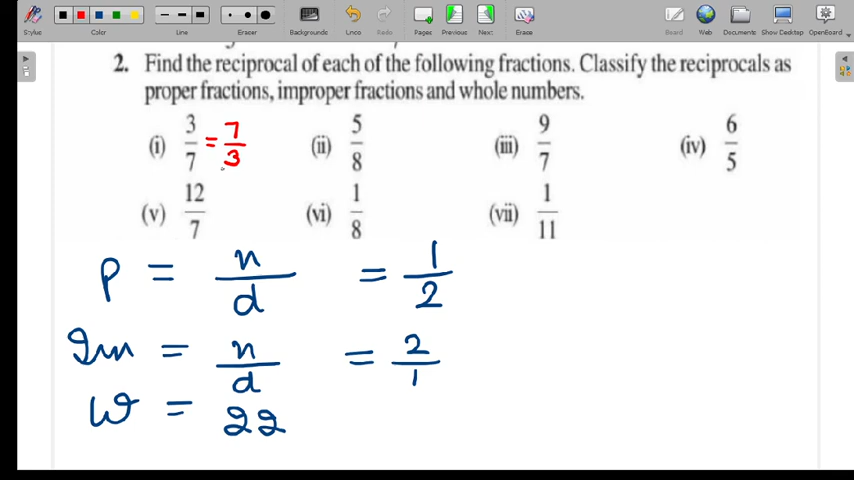 Stylus Color Line Eraser Backgrounds Undo Redo Pages Previous Next Erase Board Web Documents Show Desktop OpenBoard
2. Find the reciprocal of each of the following fractions. Classify the reciprocals as
proper fractions, improper fractions and whole numbers.
(i) 3/7 = 7/3 (ii) 5/8 (iii) 9/7 (iv) 6/5
(v) 12/7 (vi) 1/8 (vii) 1/11
P = n/d = 1/2
Im = n/d = 2/1
W = 22